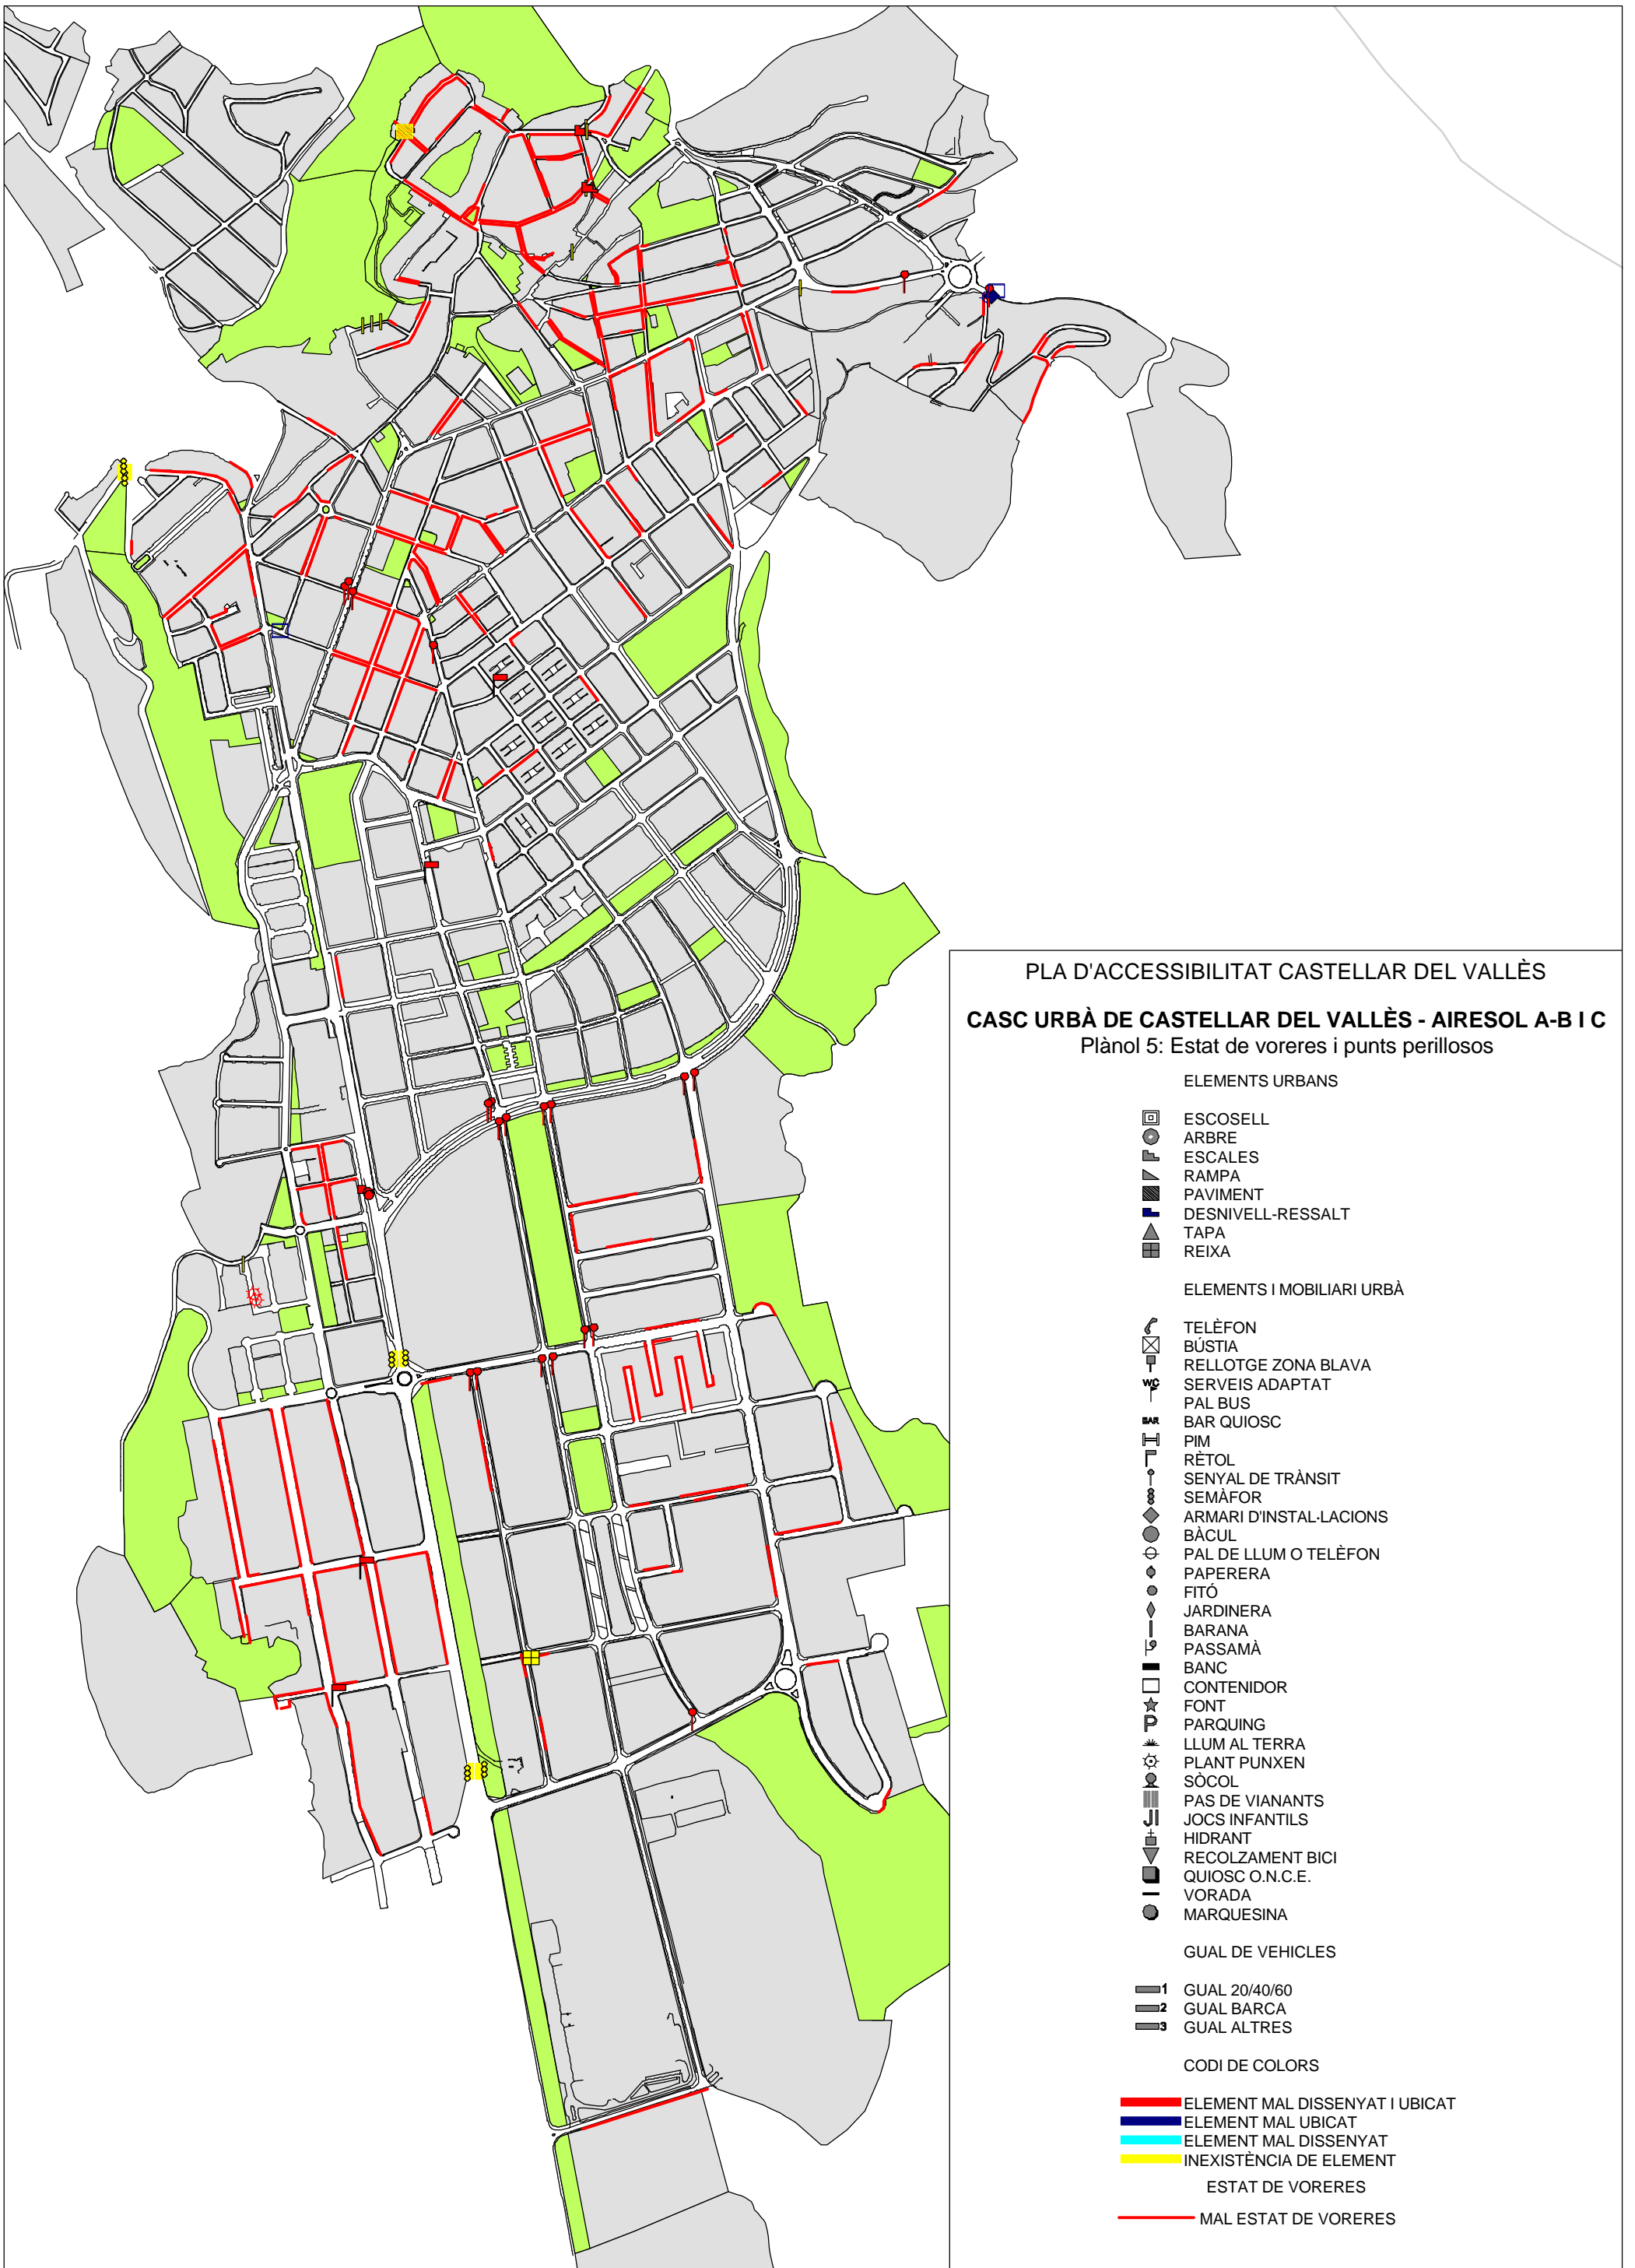 PLA D'ACCESSIBILITAT CASTELLAR DEL VALLÈS
CASC URBÀ DE CASTELLAR DEL VALLÈS - AIRESOL A-B I C
Plànol 5: Estat de voreres i punts perillosos
ELEMENTS URBANS
ESCOSELL
ARBRE
ESCALES
RAMPA
PAVIMENT
DESNIVELL-RESSALT
TAPA
REIXA
ELEMENTS I MOBILIARI URBÀ
TELÈFON
BÚSTIA
RELLOTGE ZONA BLAVA
WC SERVEIS ADAPTAT
PAL BUS
BAR BAR QUIOSC
PIM
RÈTOL
SENYAL DE TRÀNSIT
SEMÀFOR
ARMARI D'INSTAL·LACIONS
BÀCUL
PAL DE LLUM O TELÈFON
PAPERERA
FITÓ
JARDINERA
BARANA
PASSAMÀ
BANC
CONTENIDOR
FONT
P PARQUING
LLUM AL TERRA
PLANT PUNXEN
SÒCOL
PAS DE VIANANTS
JOCS INFANTILS
HIDRANT
RECOLZAMENT BICI
QUIOSC O.N.C.E.
VORADA
MARQUESINA
GUAL DE VEHICLES
1 GUAL 20/40/60
2 GUAL BARCA
3 GUAL ALTRES
CODI DE COLORS
ELEMENT MAL DISSENYAT I UBICAT
ELEMENT MAL UBICAT
ELEMENT MAL DISSENYAT
INEXISTÈNCIA DE ELEMENT
ESTAT DE VORERES
MAL ESTAT DE VORERES